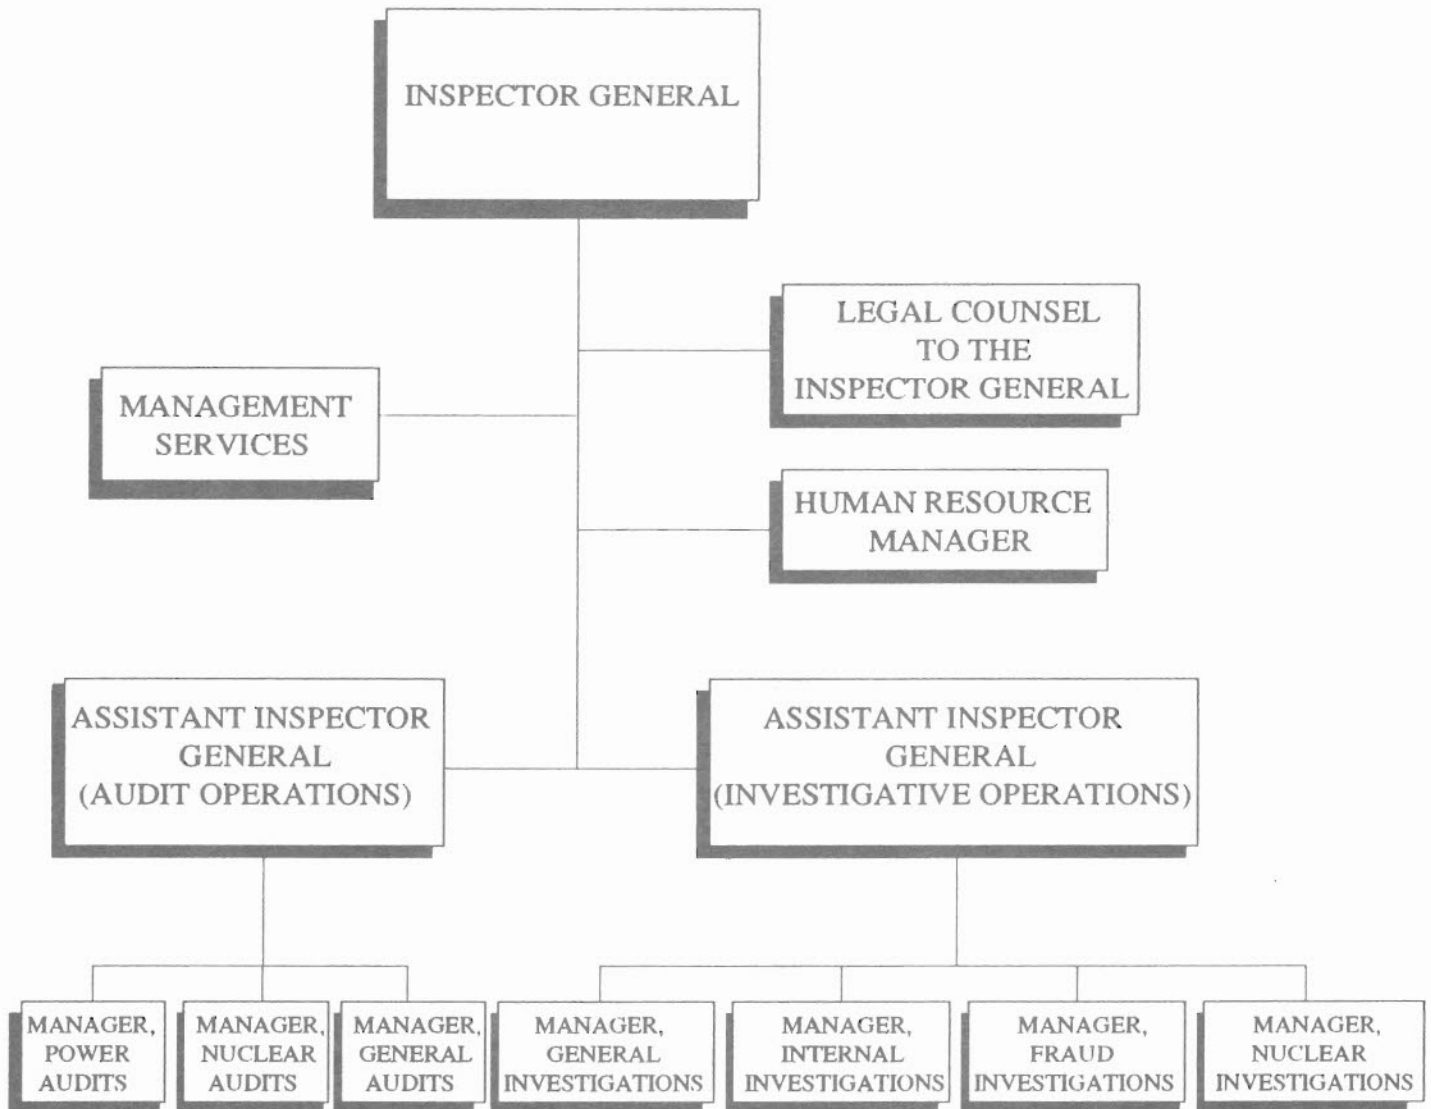 INSPECTOR GENERAL
LEGAL COUNSEL
TO THE
INSPECTOR GENERAL
MANAGEMENT
SERVICES
HUMAN RESOURCE
MANAGER
ASSISTANT INSPECTOR
GENERAL
(AUDIT OPERATIONS)
ASSISTANT INSPECTOR
GENERAL
(INVESTIGATIVE OPERATIONS)
MANAGER,
POWER
AUDITS
MANAGER,
NUCLEAR
AUDITS
MANAGER,
GENERAL
AUDITS
MANAGER,
GENERAL
INVESTIGATIONS
MANAGER,
INTERNAL
INVESTIGATIONS
MANAGER,
FRAUD
INVESTIGATIONS
MANAGER,
NUCLEAR
INVESTIGATIONS